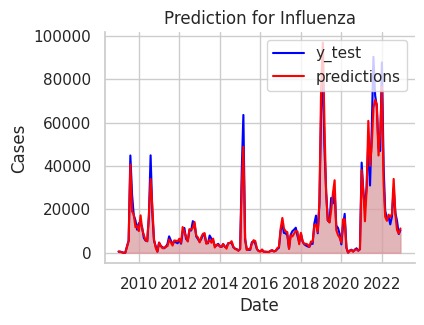 Prediction for Influenza
y_test
predictions
Cases
100000
80000
60000
40000
20000
0
2010 2012 2014 2016 2018 2020 2022
Date